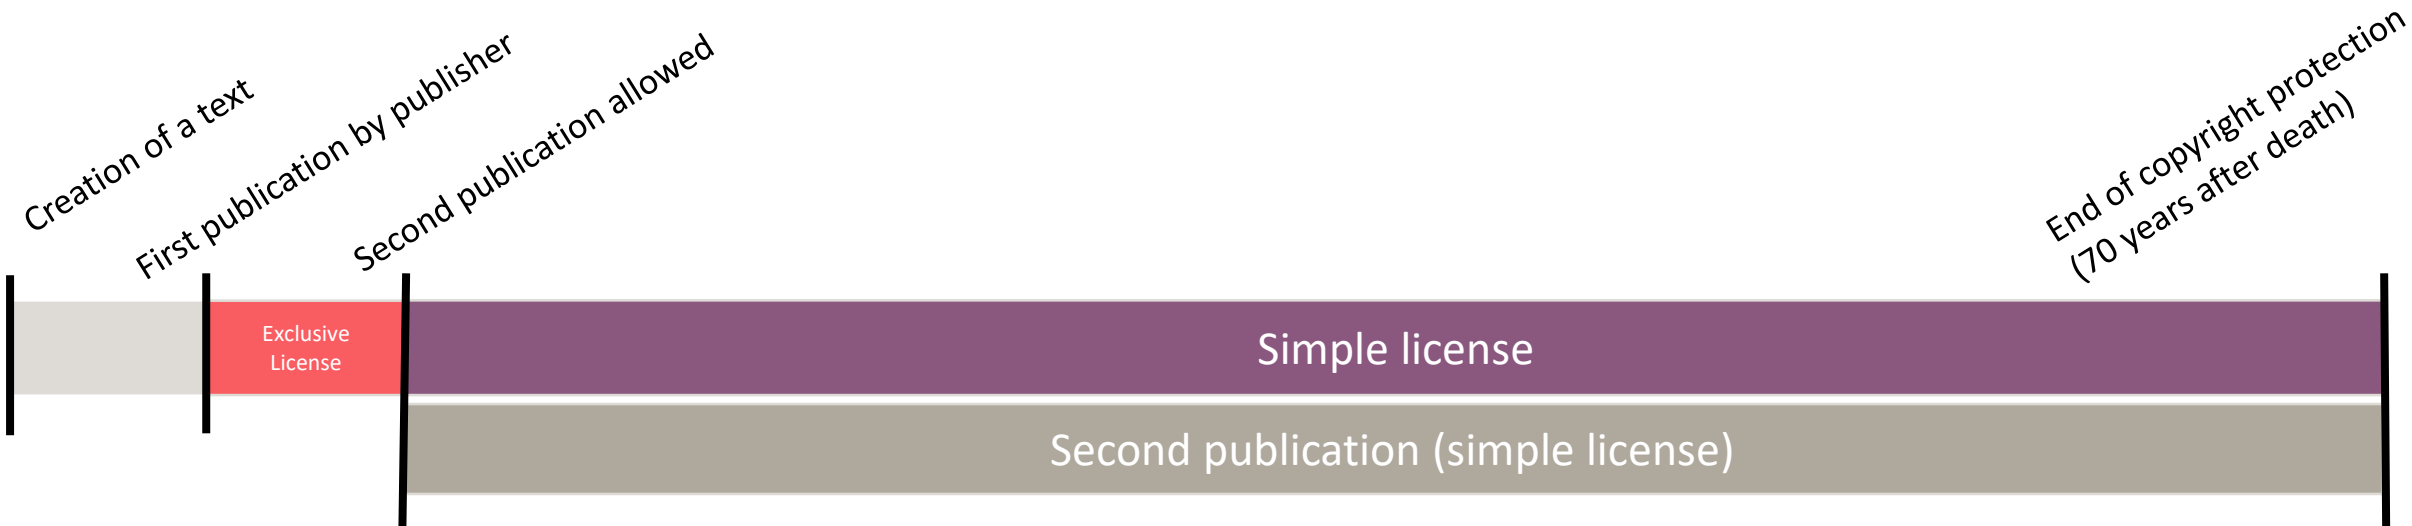 Creation of a text
First publication by publisher
Second publication allowed
End of copyright protection
(70 years after death)
Exclusive
License
Simple license
Second publication (simple license)